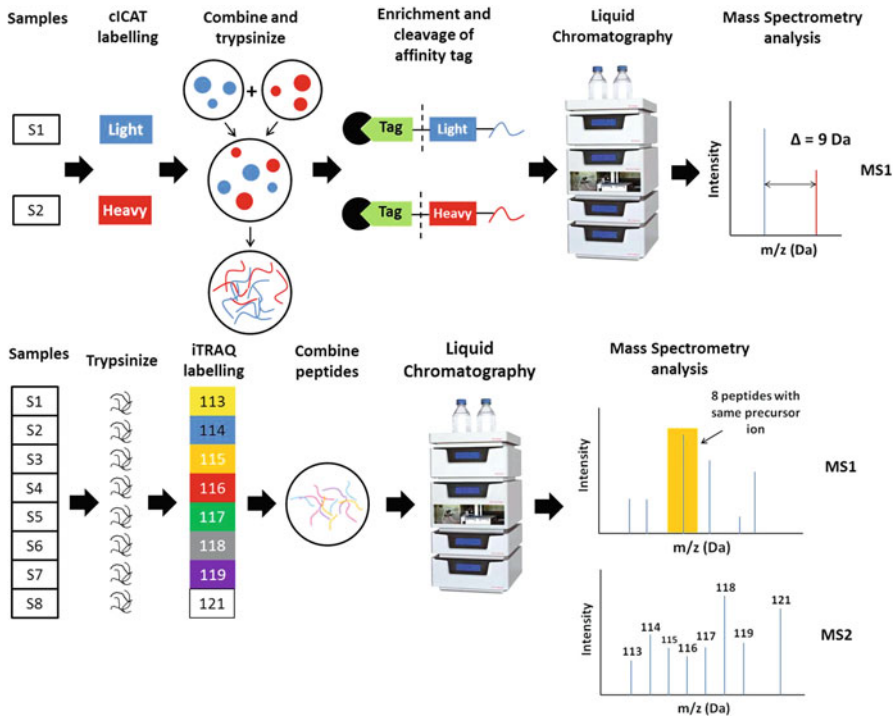 Samples
cICAT
labelling
Combine and
trypsinize
Enrichment and
cleavage of
affinity tag
Liquid
Chromatography
Mass Spectrometry
analysis
S1
S2
Light
Heavy
+
Tag
Light
Tag
Heavy
Intensity
Δ = 9 Da
m/z (Da)
MS1
Samples
Trypsinize
iTRAQ
labelling
Combine
peptides
Liquid
Chromatography
Mass Spectrometry
analysis
S1
S2
S3
S4
S5
S6
S7
S8
113
114
115
116
117
118
119
121
8 peptides with
same precursor
ion
Intensity
m/z (Da)
MS1
Intensity
113
114
115
116
117
118
119
121
m/z (Da)
MS2